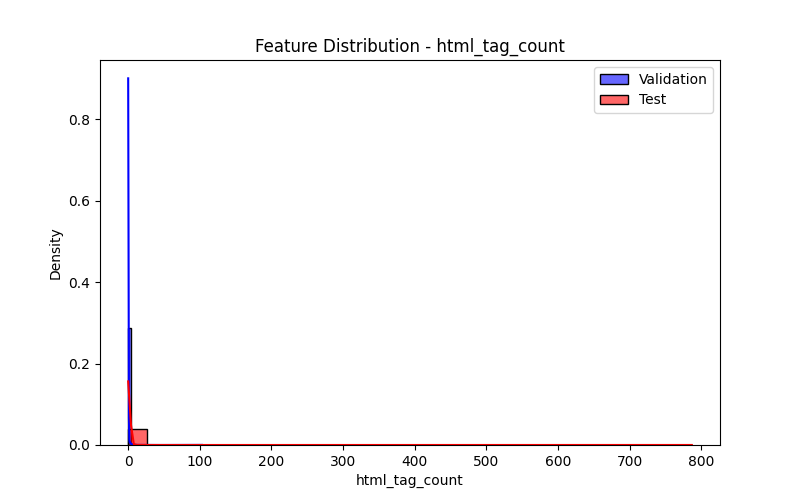 Feature Distribution - html_tag_count
Validation
Test
Density
0.8
0.6
0.4
0.2
0.0
0 100 200 300 400 500 600 700 800
html_tag_count